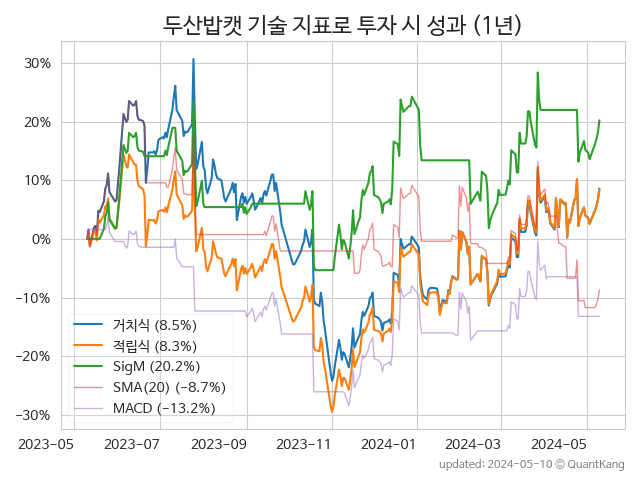 두산밥캣 기술 지표로 투자 시 성과 (1년)
30%
20%
10%
0%
−10%
−20%
−30%
거치식 (8.5%)
적립식 (8.3%)
SigM (20.2%)
SMA(20) (−8.7%)
MACD (−13.2%)
2023-05 2023-07 2023-09 2023-11 2024-01 2024-03 2024-05
updated: 2024-05-10 © QuantKang